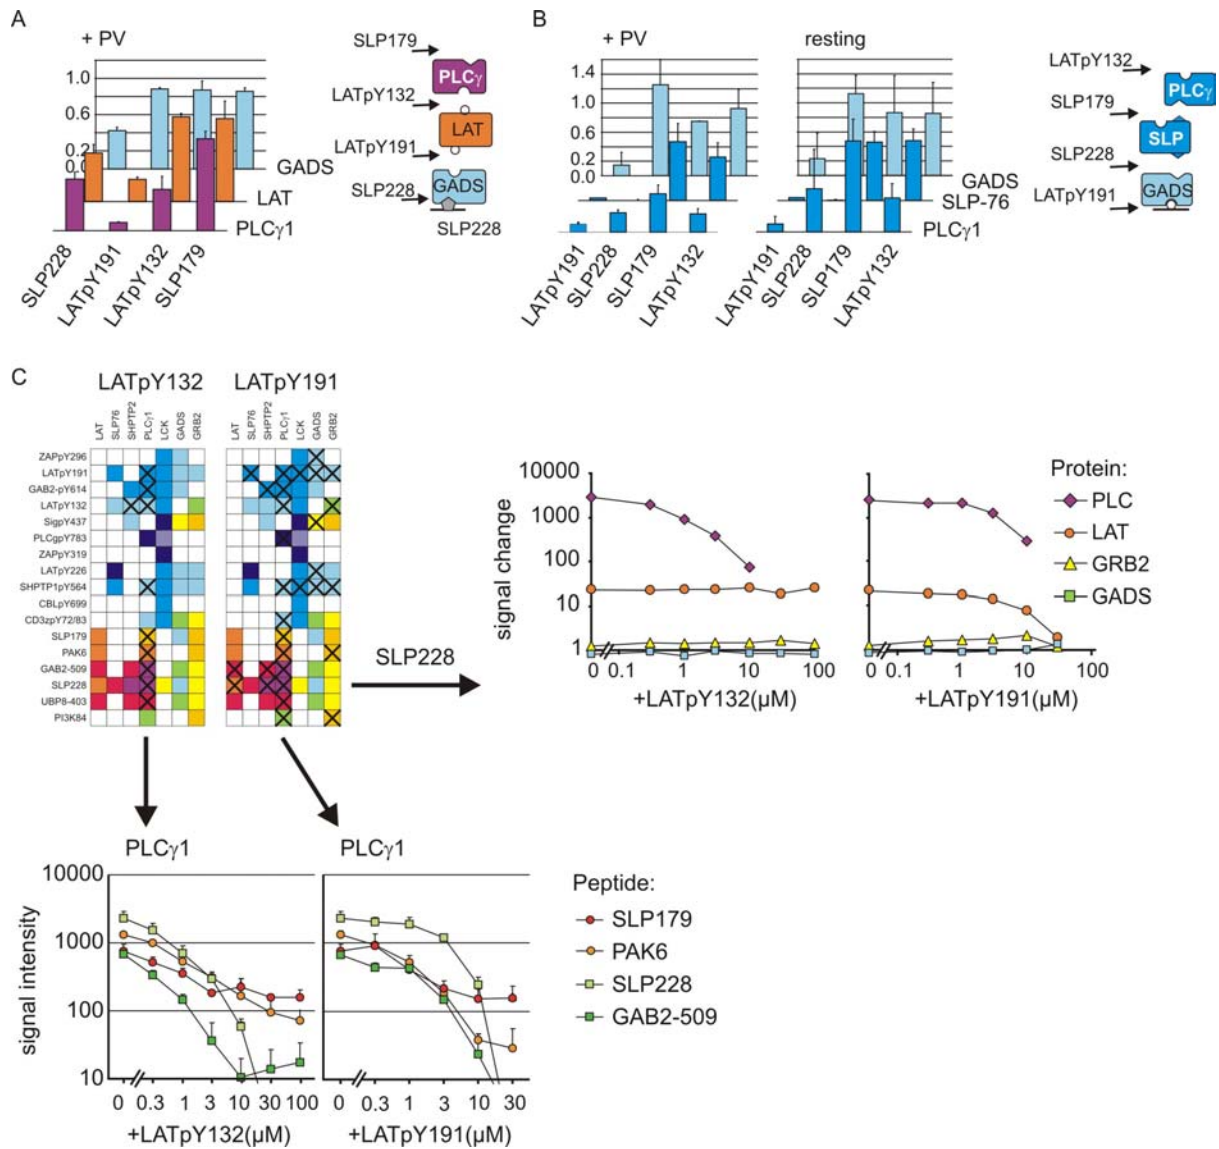 A
+ PV
1.0
0.6
0.2
0.0
GADS
LAT
PLCγ1
SLP228
LATpY191
LATpY132
SLP179
SLP179
PLCγ
LATpY132
LAT
LATpY191
SLP228
GADS
SLP228
B
+ PV
resting
1.4
1.0
0.6
0.2
0.0
GADS
SLP-76
PLCγ1
LATpY191
SLP228
SLP179
LATpY132
LATpY191
SLP228
SLP179
LATpY132
LATpY132
PLCγ
SLP179
SLP
SLP228
LATpY191
GADS
C
LATpY132
LATpY191
LAT
SLP76
SHPTP2
PLCγ1
LCK
GADS
GRB2
LAT
SLP76
SHPTP2
PLCγ1
LCK
GADS
GRB2
ZAPpY296
LATpY191
GAB2-pY614
LATpY132
SigpY437
PLCgpY783
ZAPpY319
LATpY226
SHPTP1pY564
CBLpY699
CD3zpY72/83
SLP179
PAK6
GAB2-509
SLP228
UBP8-403
PI3K84
SLP228
signal change
10000
1000
100
10
1
0 0.1 1 10 100
+LATpY132(µM)
0 0.1 1 10 100
+LATpY191(µM)
Protein:
PLC
LAT
GRB2
GADS
PLCγ1
PLCγ1
signal intensity
10000
1000
100
10
0 0.3 1 3 10 30 100
+LATpY132(µM)
0 0.3 1 3 10 30
+LATpY191(µM)
Peptide:
SLP179
PAK6
SLP228
GAB2-509